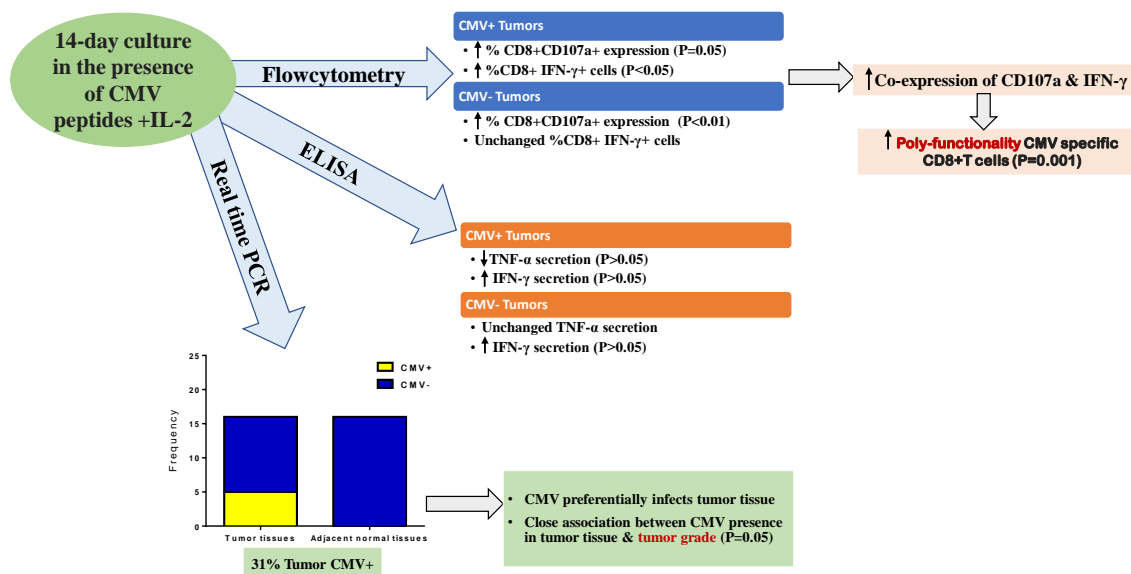 14-day culture
in the presence
of CMV
peptides +IL-2
Flowcytometry
CMV+ Tumors
• ↑ % CD8+CD107a+ expression (P=0.05)
• ↑ %CD8+ IFN-γ+ cells (P<0.05)
CMV- Tumors
• ↑ % CD8+CD107a+ expression (P<0.01)
• Unchanged %CD8+ IFN-γ+ cells
↑ Co-expression of CD107a & IFN-γ
↑ Poly-functionality CMV specific
CD8+T cells (P=0.001)
ELISA
CMV+ Tumors
• ↓TNF-α secretion (P>0.05)
• ↑ IFN-γ secretion (P>0.05)
CMV- Tumors
• Unchanged TNF-α secretion
• ↑ IFN-γ secretion (P>0.05)
Real time PCR
Frequency
25
20
15
10
5
0
CMV+
CMV-
Tumor tissues
Adjacent normal tissues
31% Tumor CMV+
• CMV preferentially infects tumor tissue
• Close association between CMV presence
in tumor tissue & tumor grade (P=0.05)